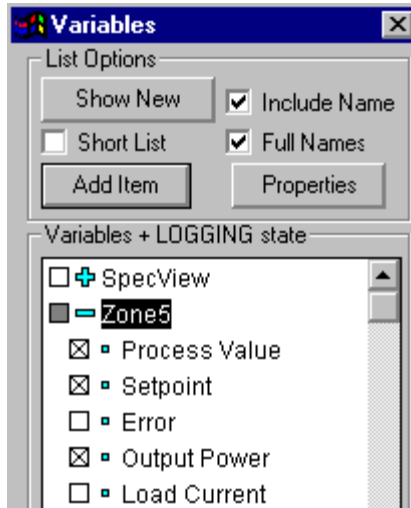 Variables
List Options
Show New
Include Name
Short List
Full Names
Add Item
Properties
Variables + LOGGING state
SpecView
Zone5
Process Value
Setpoint
Error
Output Power
Load Current